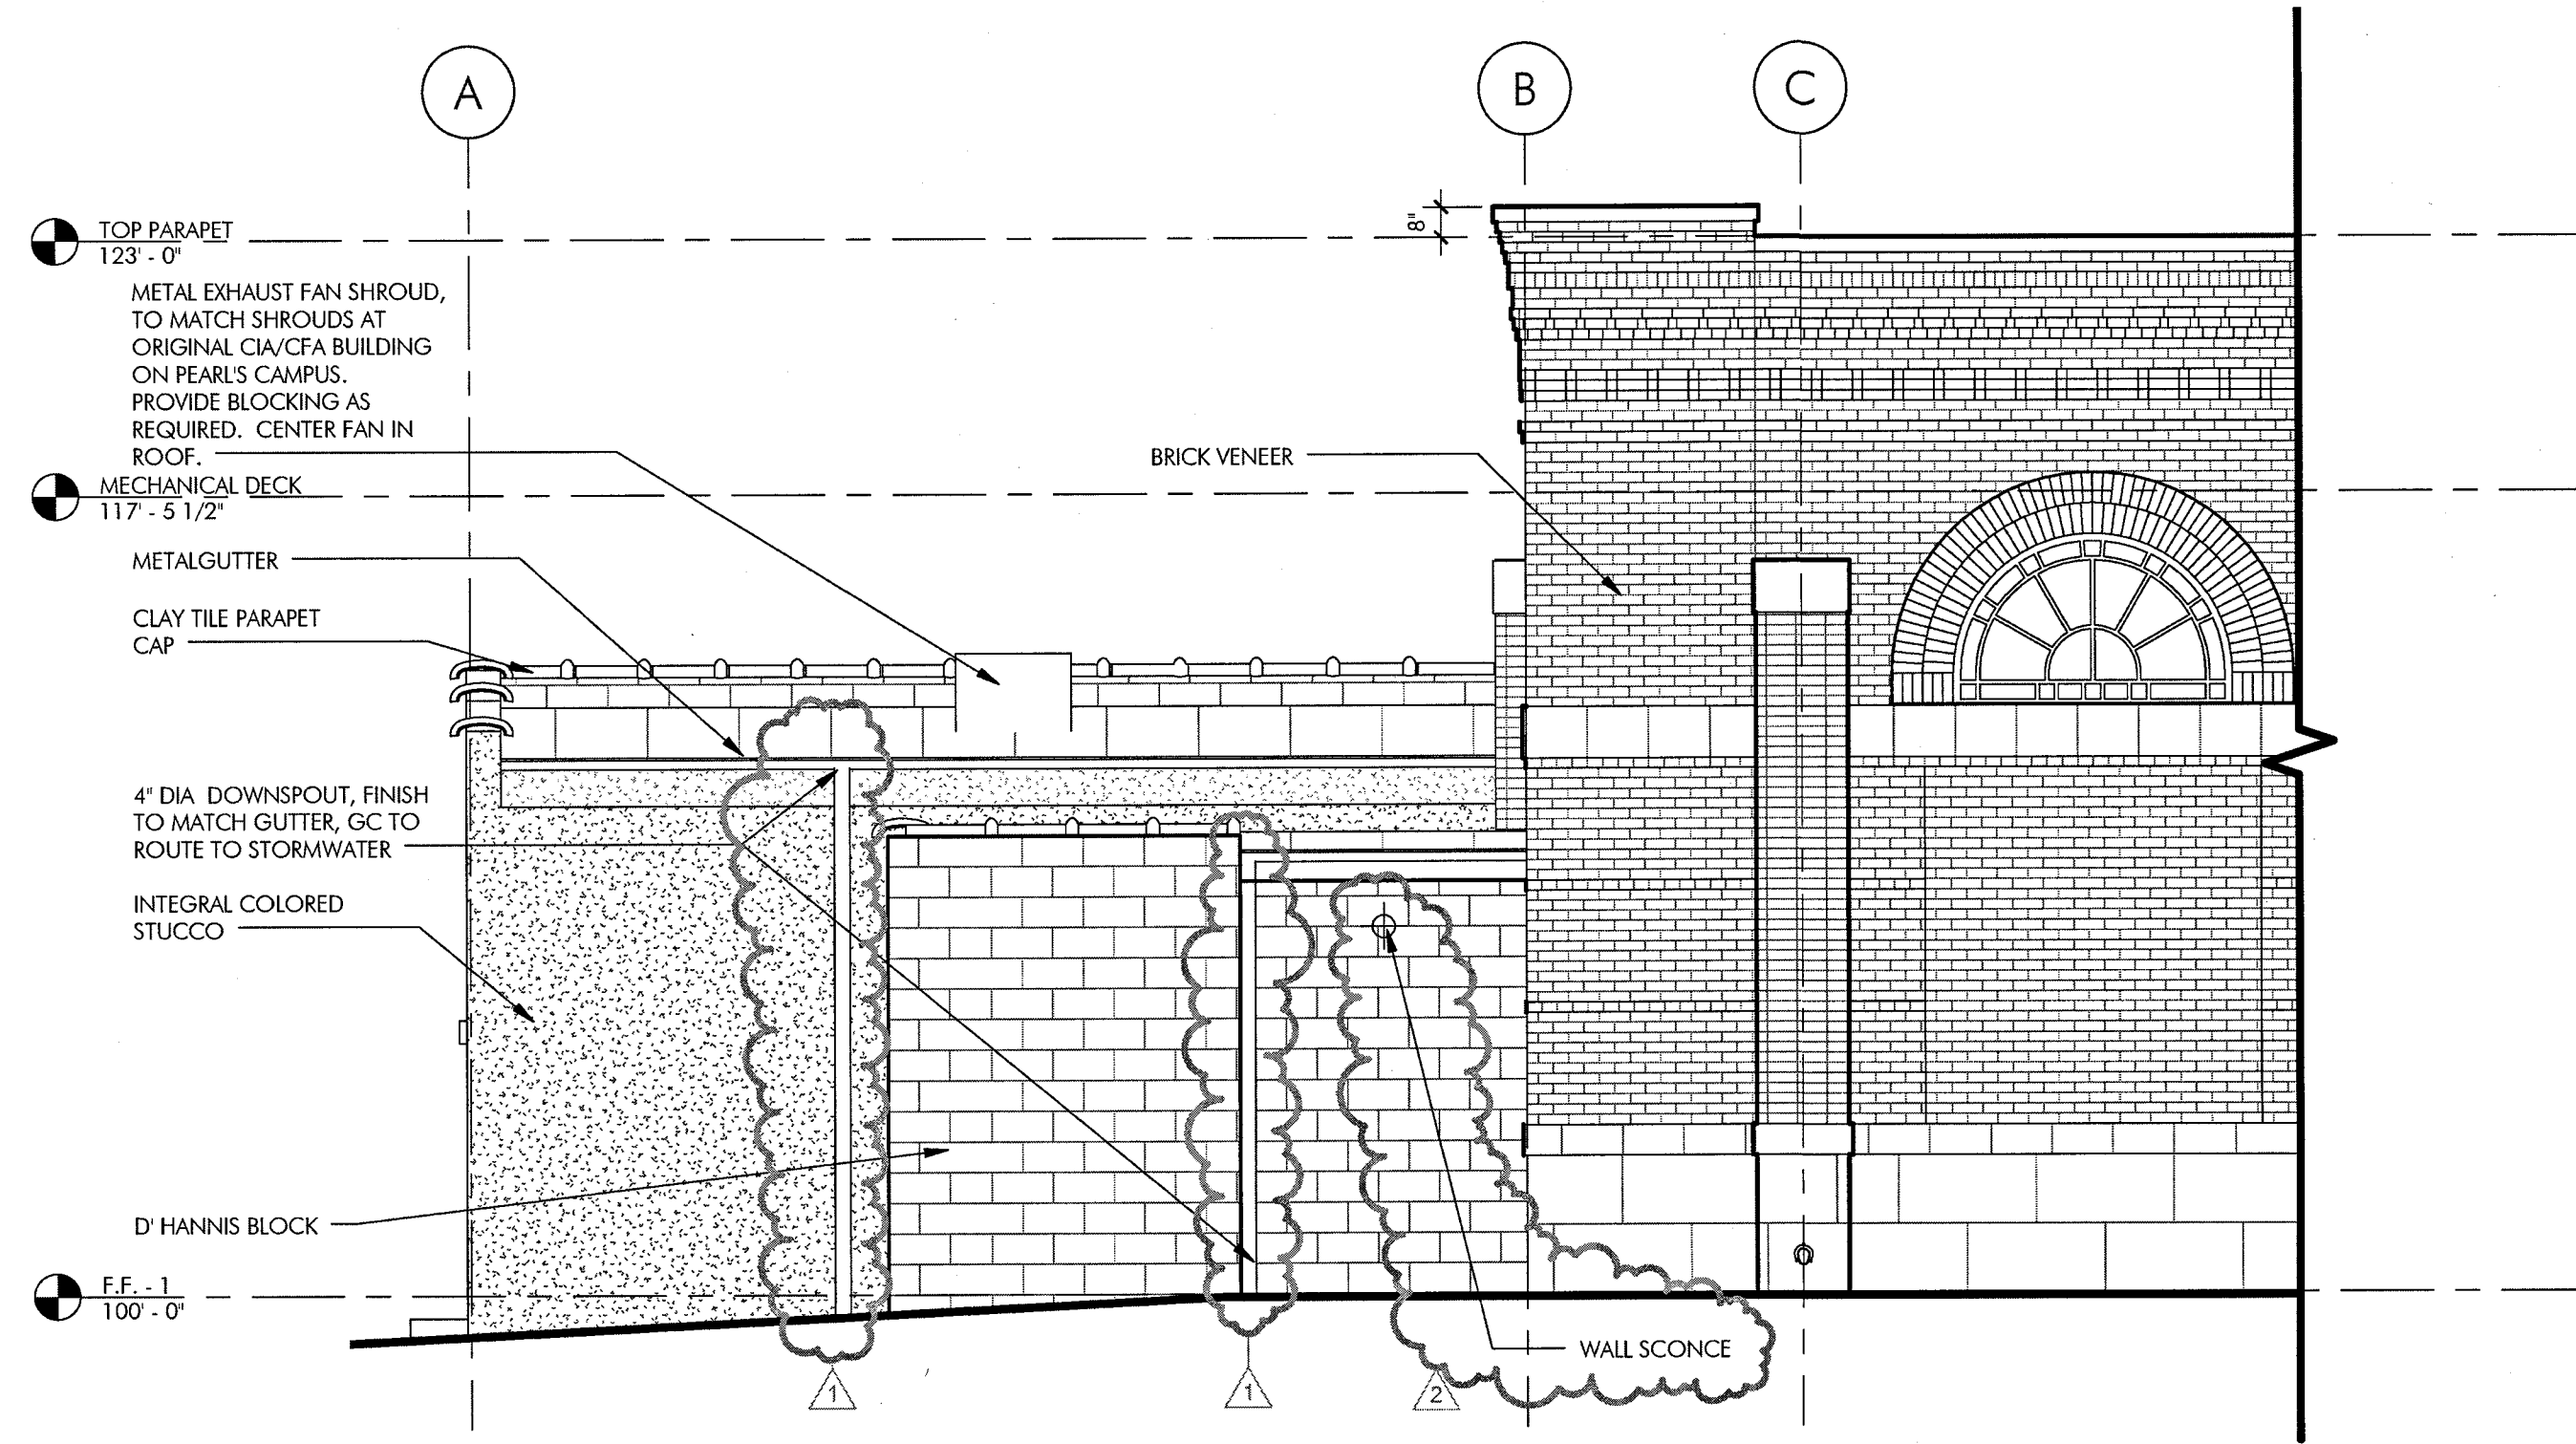 A
B
C
TOP PARAPET
123' - 0"
8"
METAL EXHAUST FAN SHROUD,
TO MATCH SHROUDS AT
ORIGINAL CIA/CFA BUILDING
ON PEARL'S CAMPUS.
PROVIDE BLOCKING AS
REQUIRED. CENTER FAN IN
ROOF.
BRICK VENEER
MECHANICAL DECK
117' - 5 1/2"
METALGUTTER
CLAY TILE PARAPET
CAP
4" DIA DOWNSPOUT, FINISH
TO MATCH GUTTER, GC TO
ROUTE TO STORMWATER
INTEGRAL COLORED
STUCCO
D' HANNIS BLOCK
F.F. - 1
100' - 0"
WALL SCONCE
1
1
2